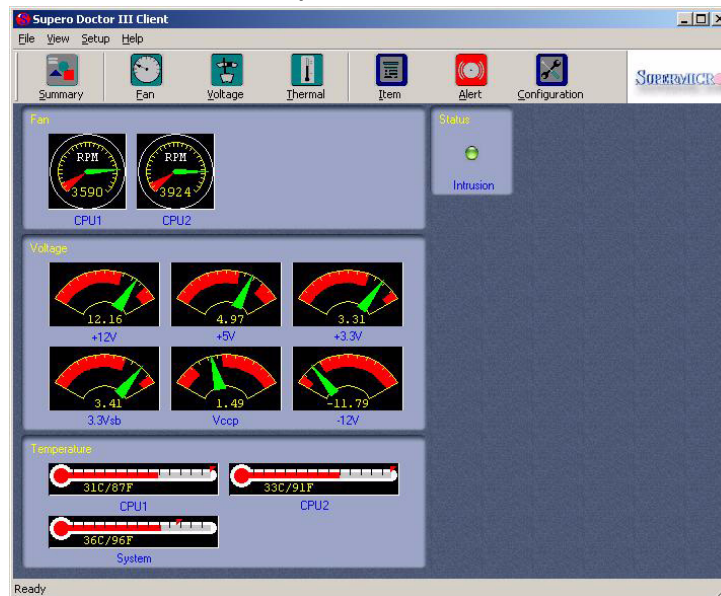 Supero Doctor III Client
File View Setup Help
Summary Fan Voltage Thermal Item Alert Configuration
SUPERMICR
Fan
RPM RPM
3590 3924
CPU1 CPU2
Status
Intrusion
Voltage
12.16 4.97 3.31
+12V +5V +3.3V
3.41 1.49 -11.79
3.3Vsb Vccp -12V
Temperature
31C/87F 33C/91F
CPU1 CPU2
36C/96F
System
Ready